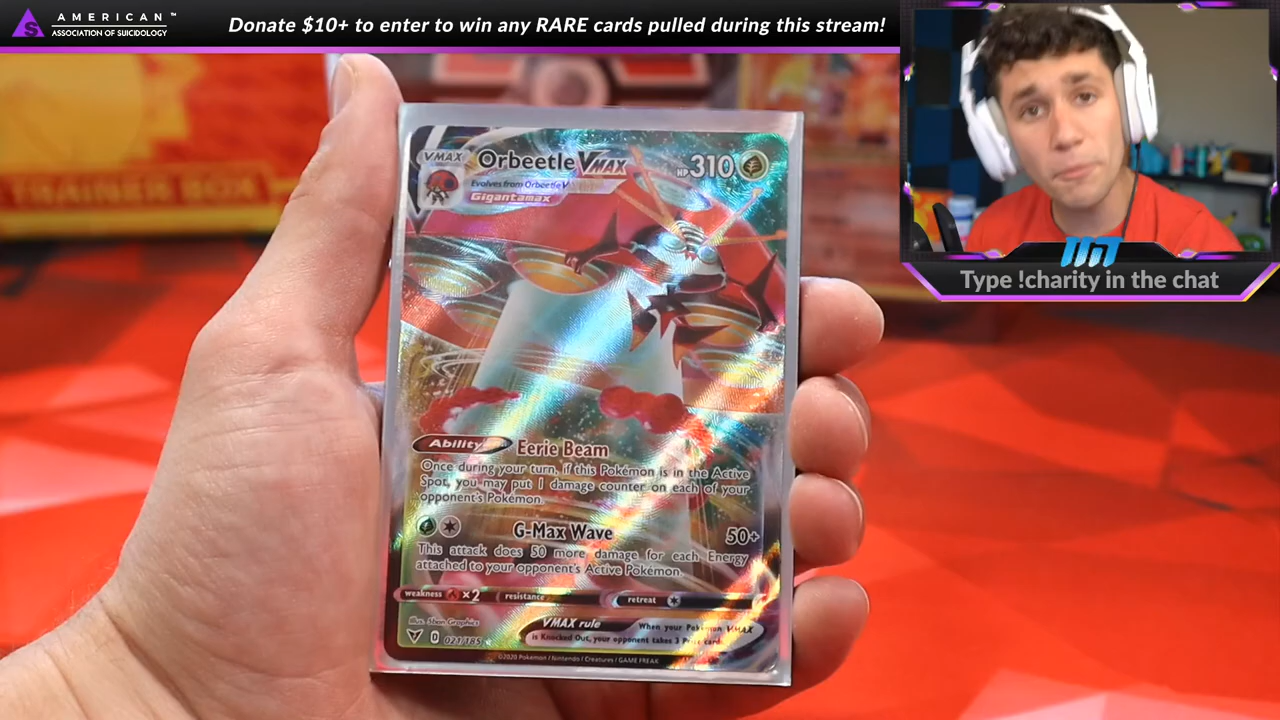 AMERICAN™
ASSOCIATION OF SUICIDOLOGY
Donate $10+ to enter to win any RARE cards pulled during this stream!
Type !charity in the chat
TRAINER BOX
VMAX
Orbeetle VMAX
HP 310
Evolves from Orbeetle V
Gigantamax
Ability Eerie Beam
Once during your turn, if this Pokémon is in the Active
Spot, you may put 1 damage counter on each of your
opponent's Pokémon.
G-Max Wave 50+
This attack does 50 more damage for each Energy
attached to your opponent's Active Pokémon.
weakness ×2 resistance retreat
Illus. 5ban Graphics
021/185
VMAX rule When your Pokémon VMAX
is Knocked Out, your opponent takes 3 Prize cards.
©2020 Pokémon / Nintendo / Creatures / GAME FREAK